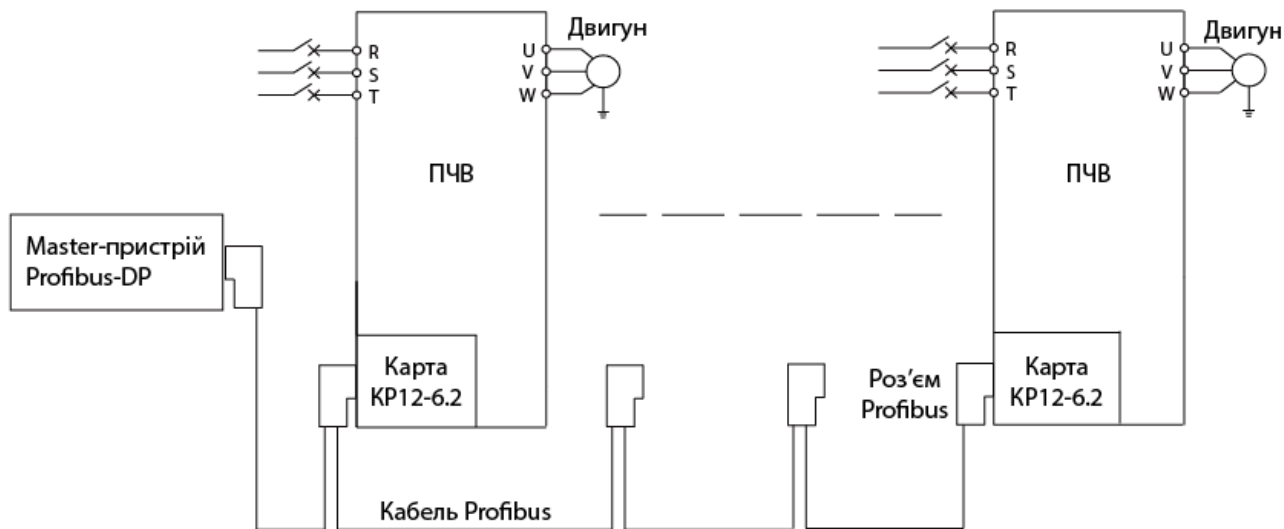 Двигун
R
S
T
U
V
W
ПЧВ
Двигун
R
S
T
U
V
W
ПЧВ
Master-пристрій
Profibus-DP
Карта
КР12-6.2
Роз’єм
Profibus
Карта
КР12-6.2
Кабель Profibus